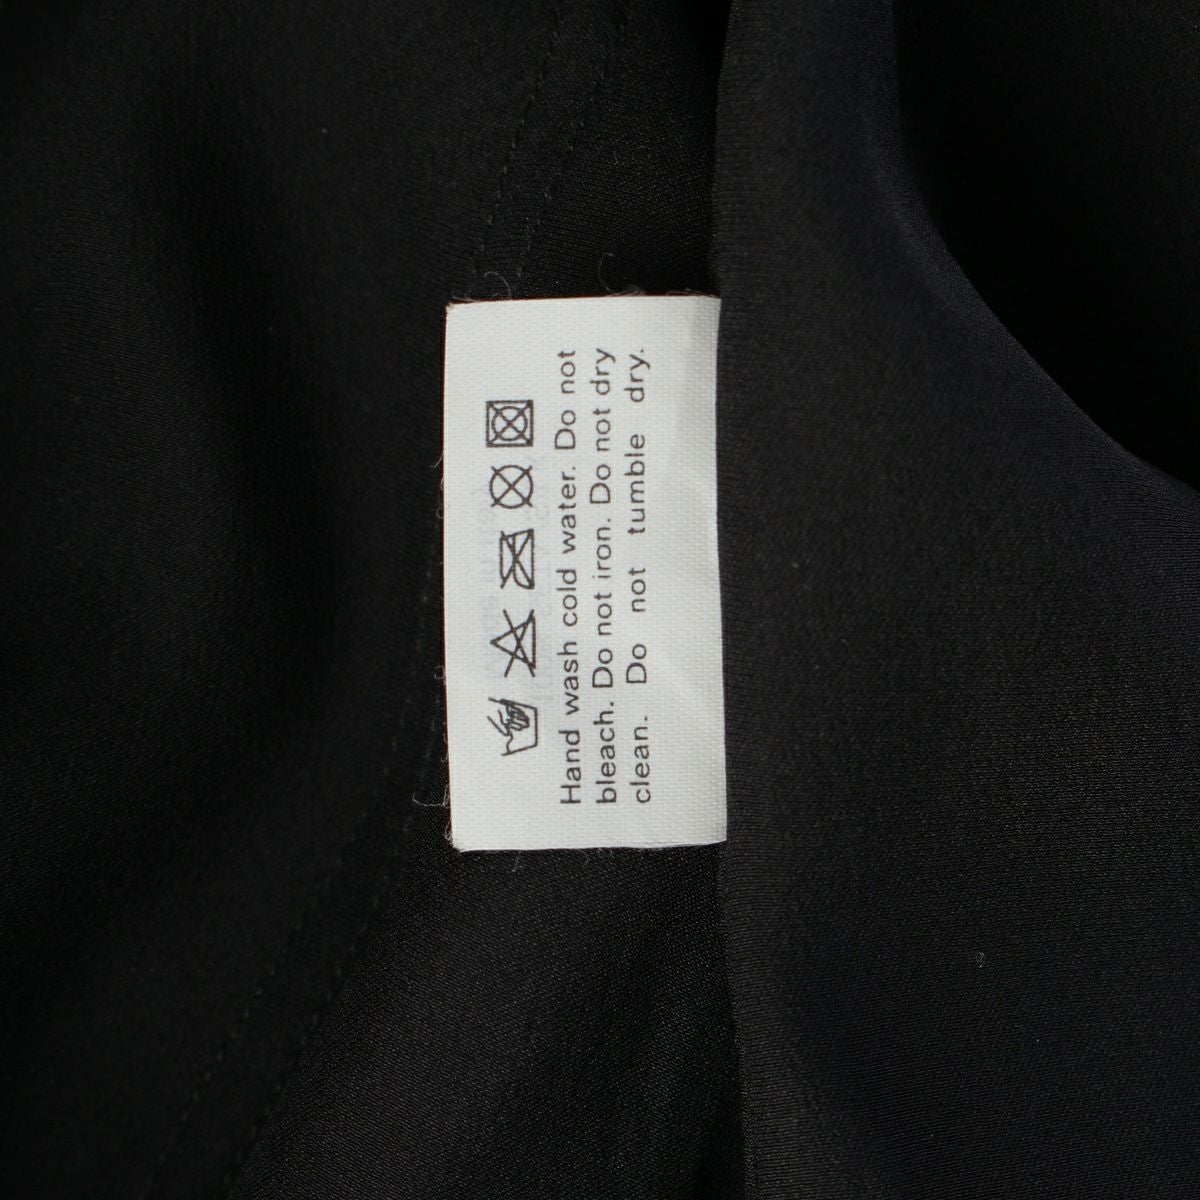 Hand wash cold water. Do not
bleach. Do not iron. Do not dry
clean. Do not tumble dry.